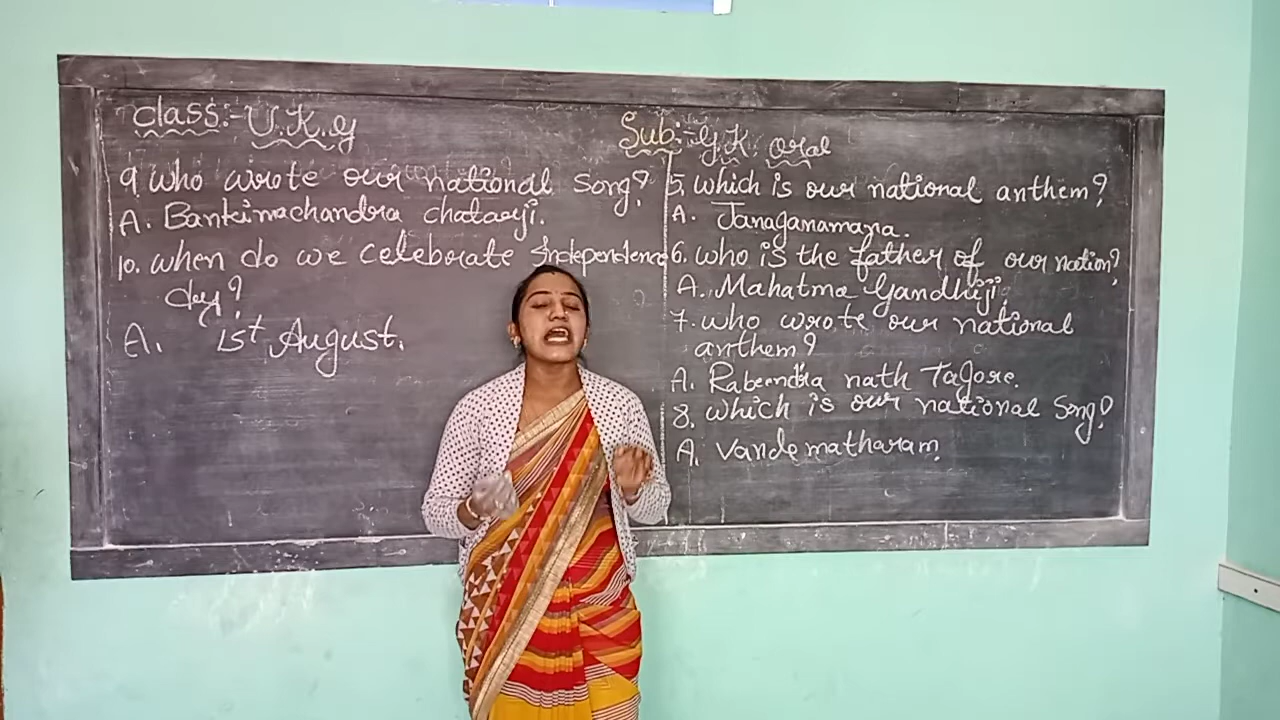 Class:- U.K.g
Sub:- G.K. oral
9. who wrote our national song?
A. Bankimachandra chatarji.
10. when do we celebrate Independence
day?
A. 15st August.
5. which is our national anthem?
A. Janaganamana.
6. who is the father of our nation?
A. Mahatma Gandhiji.
7. who wrote our national
anthem?
A. Rabeendra nath Tagore.
8. which is our national Song?
A. Vandematharam.